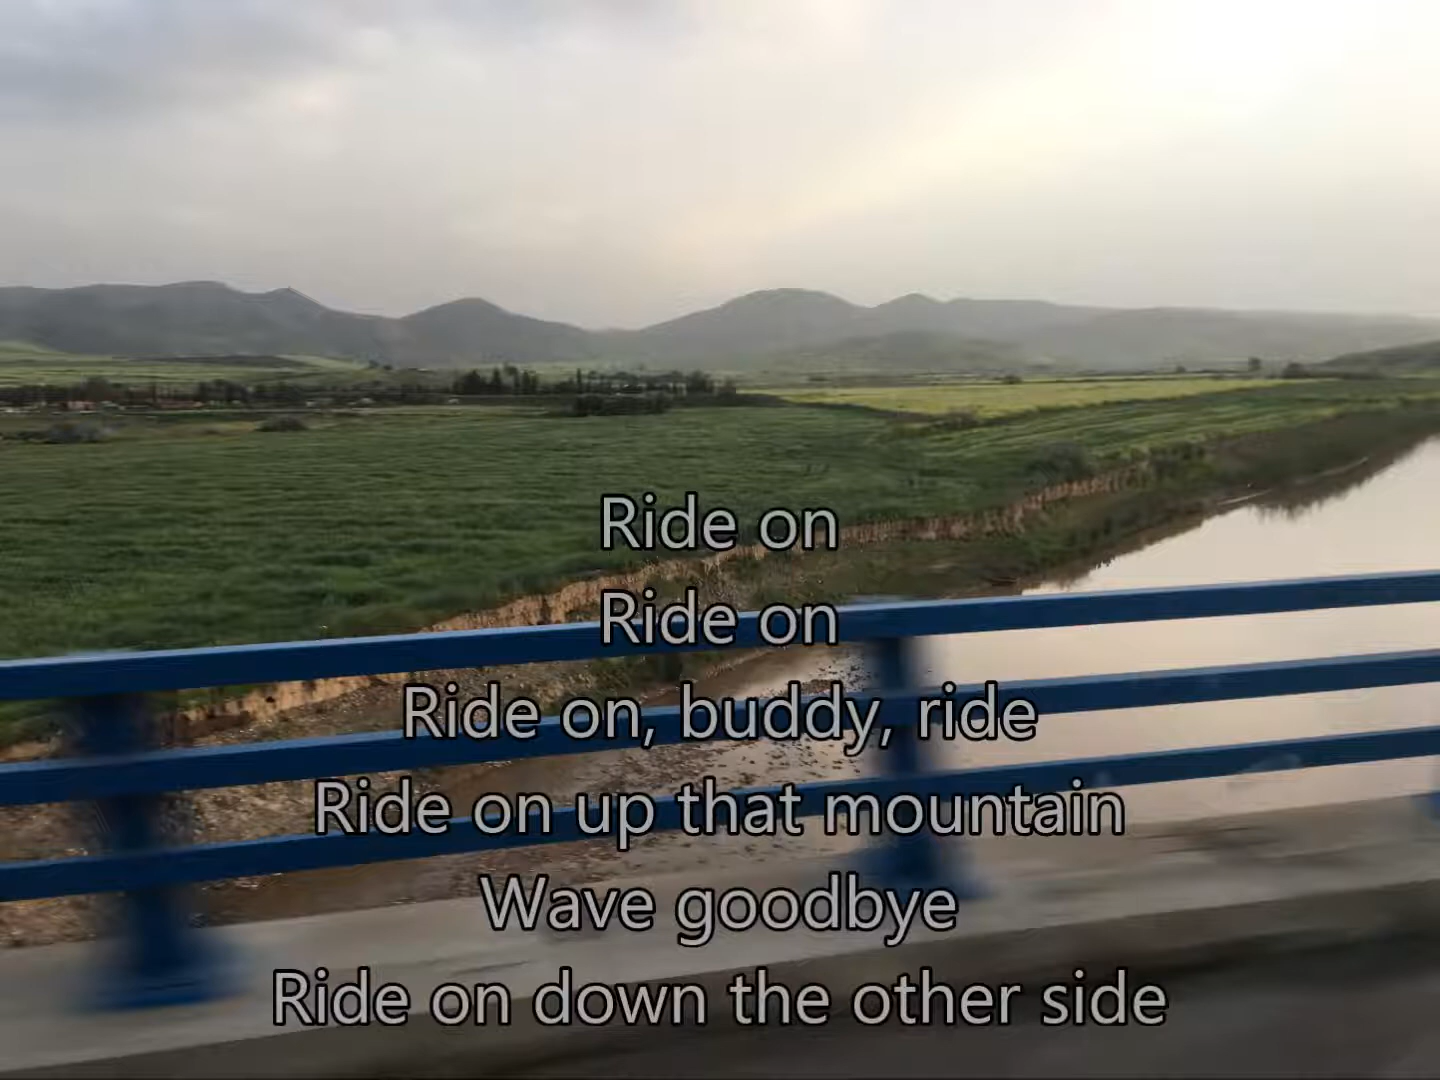 Ride on
Ride on
Ride on, buddy, ride
Ride on up that mountain
Wave goodbye
Ride on down the other side